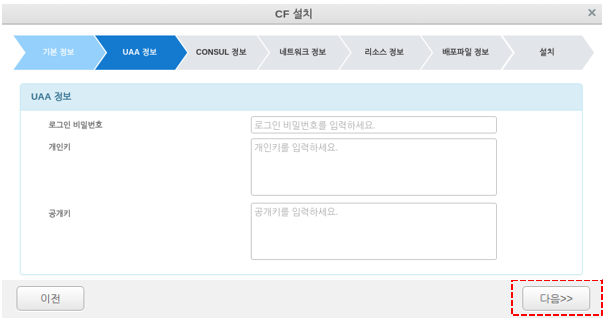 CF 설치
×
기본 정보
UAA 정보
CONSUL 정보
네트워크 정보
리소스 정보
배포파일 정보
설치
UAA 정보
로그인 비밀번호
로그인 비밀번호를 입력하세요.
개인키
개인키를 입력하세요.
공개키
공개키를 입력하세요.
이전
다음>>